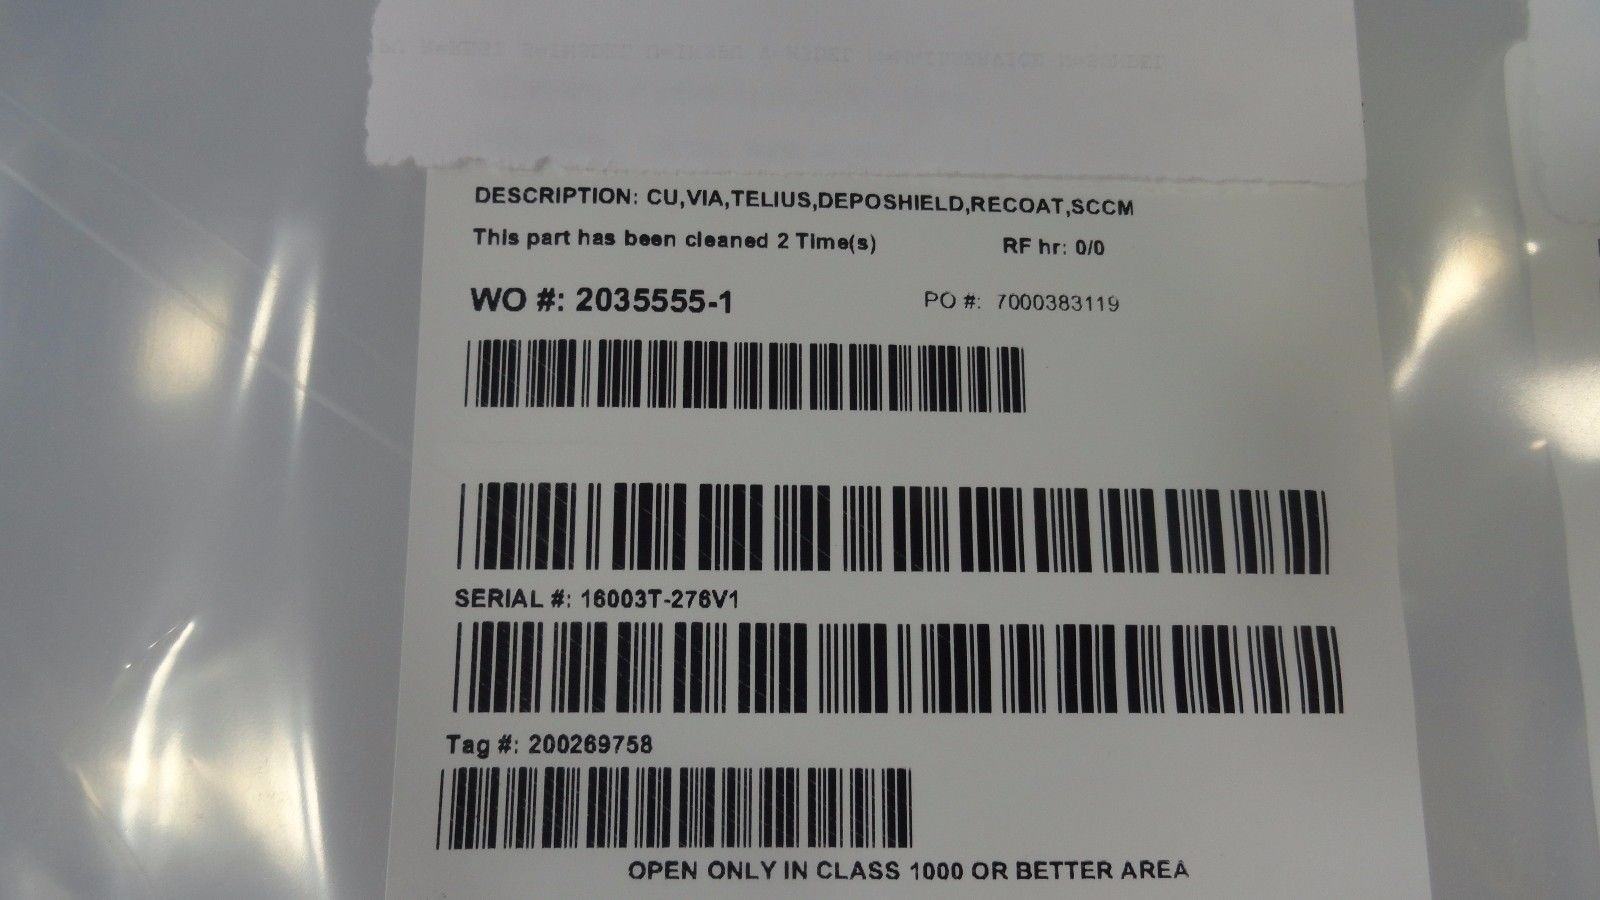 DESCRIPTION: CU,VIA,TELIUS,DEPOSHIELD,RECOAT,SCCM
This part has been cleaned 2 Time(s) RF hr: 0/0
WO #: 2035555-1 PO #: 7000383119
SERIAL #: 16003T-276V1
Tag #: 200269758
OPEN ONLY IN CLASS 1000 OR BETTER AREA